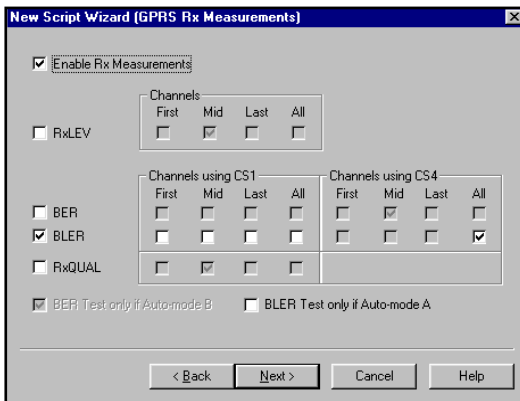 New Script Wizard (GPRS Rx Measurements)
Enable Rx Measurements
Channels
First Mid Last All
RxLEV
Channels using CS1 Channels using CS4
First Mid Last All First Mid Last All
BER
BLER
RxQUAL
BER Test only if Auto-mode B BLER Test only if Auto-mode A
< Back Next > Cancel Help